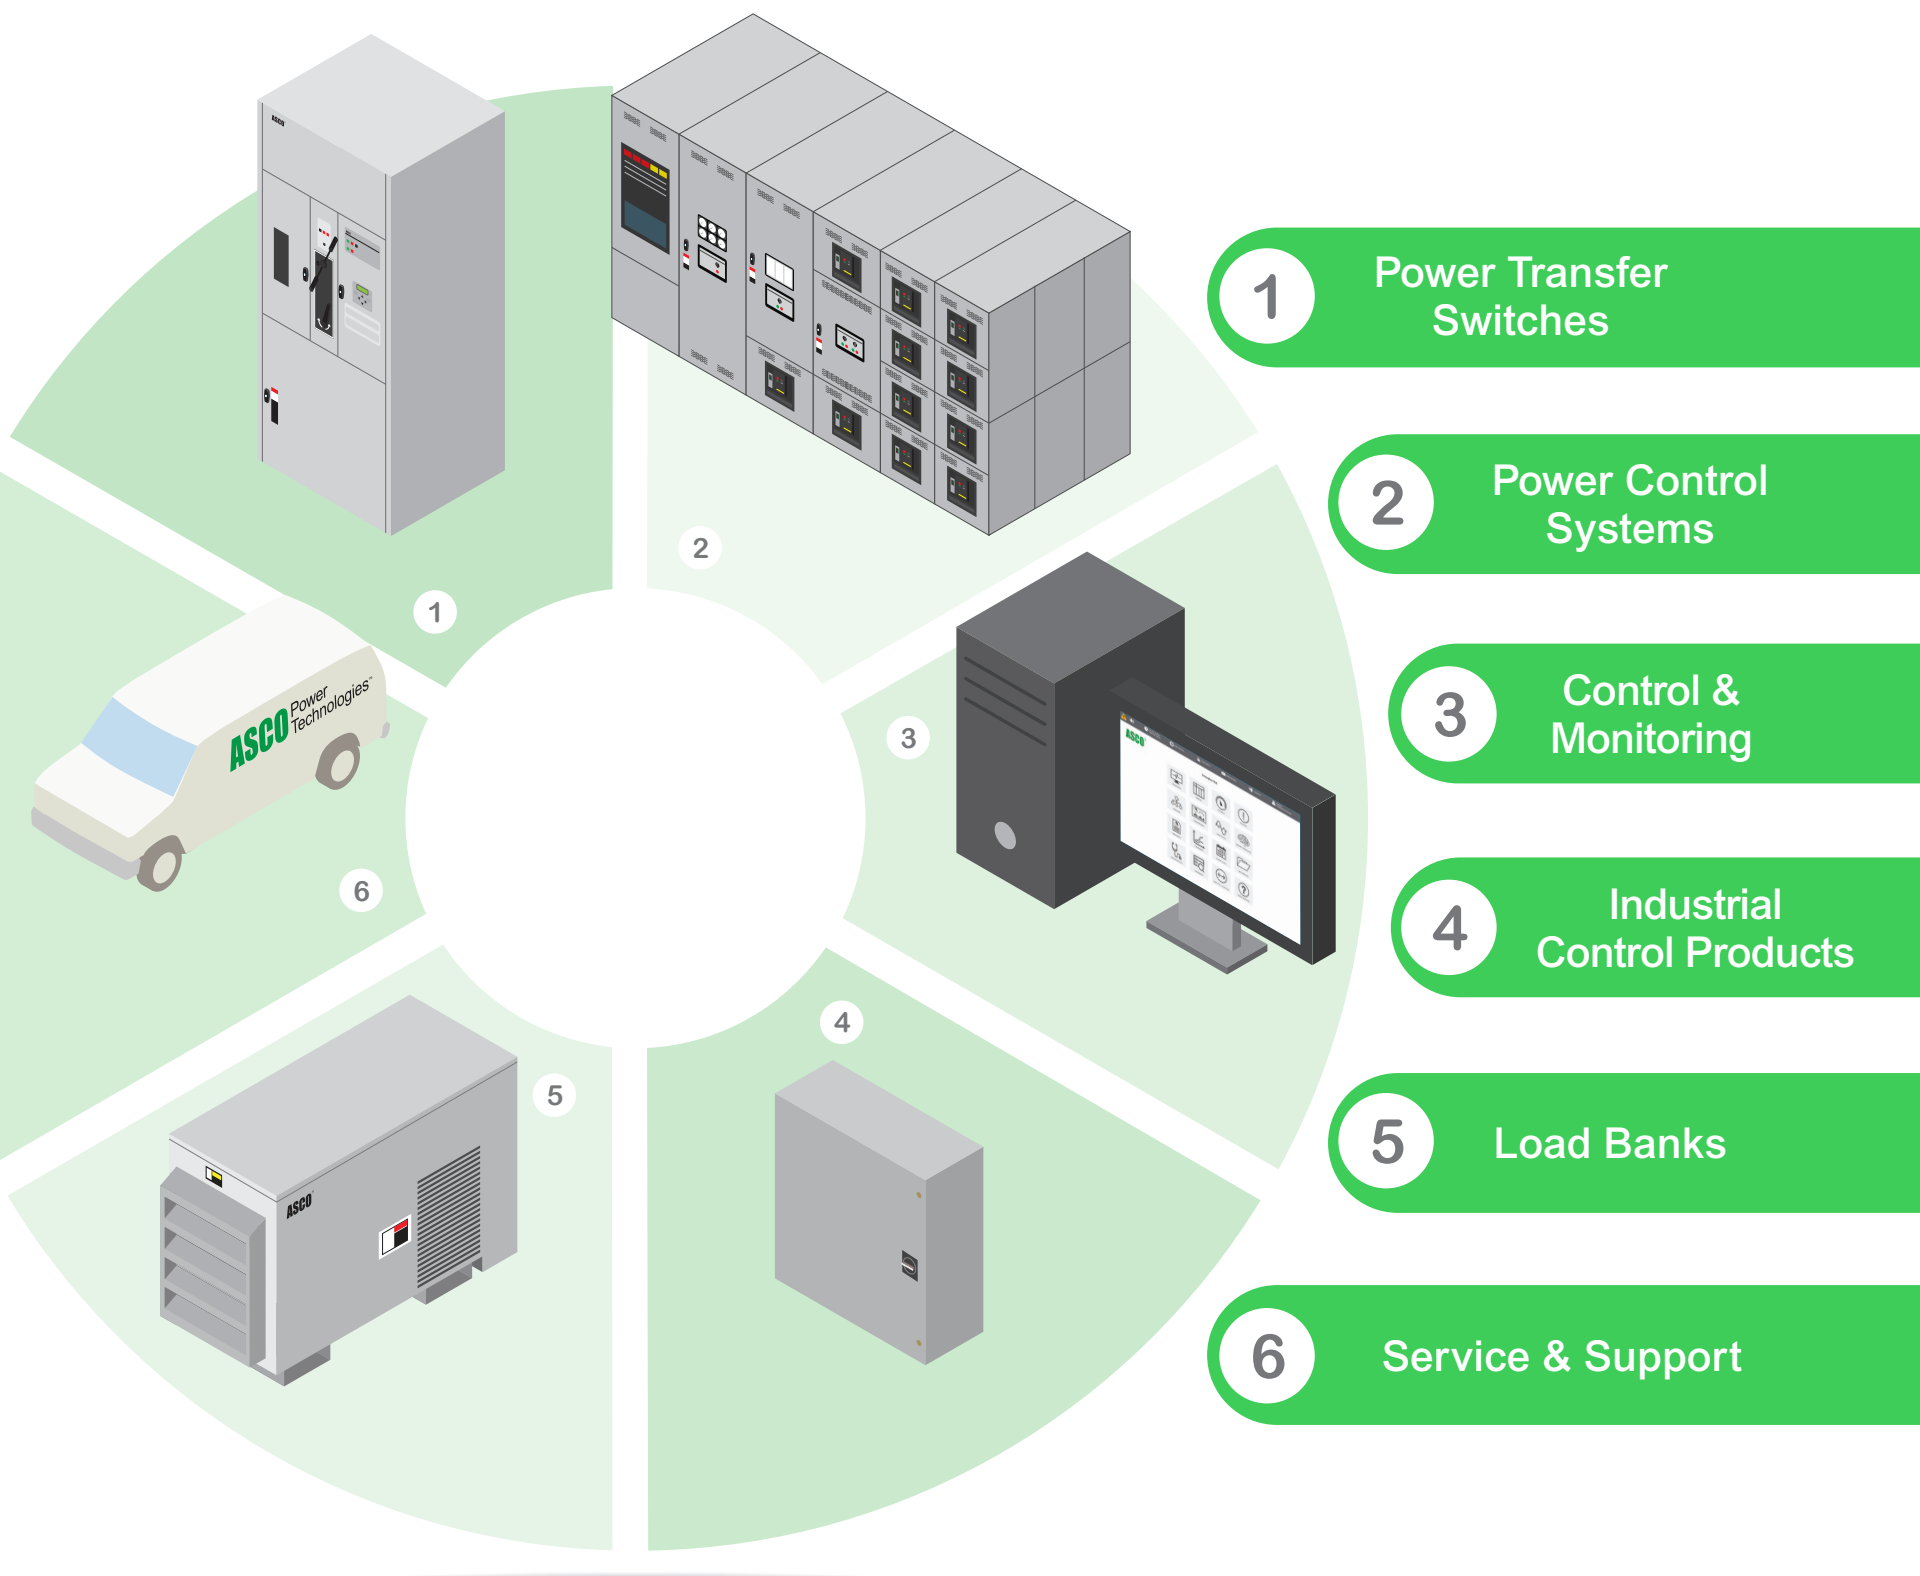 ASCO
1
2
3
ASCO
4
5
ASCO
6
ASCO Power
Technologies™
1
Power Transfer
Switches
2
Power Control
Systems
3
Control &
Monitoring
4
Industrial
Control Products
5
Load Banks
6
Service & Support